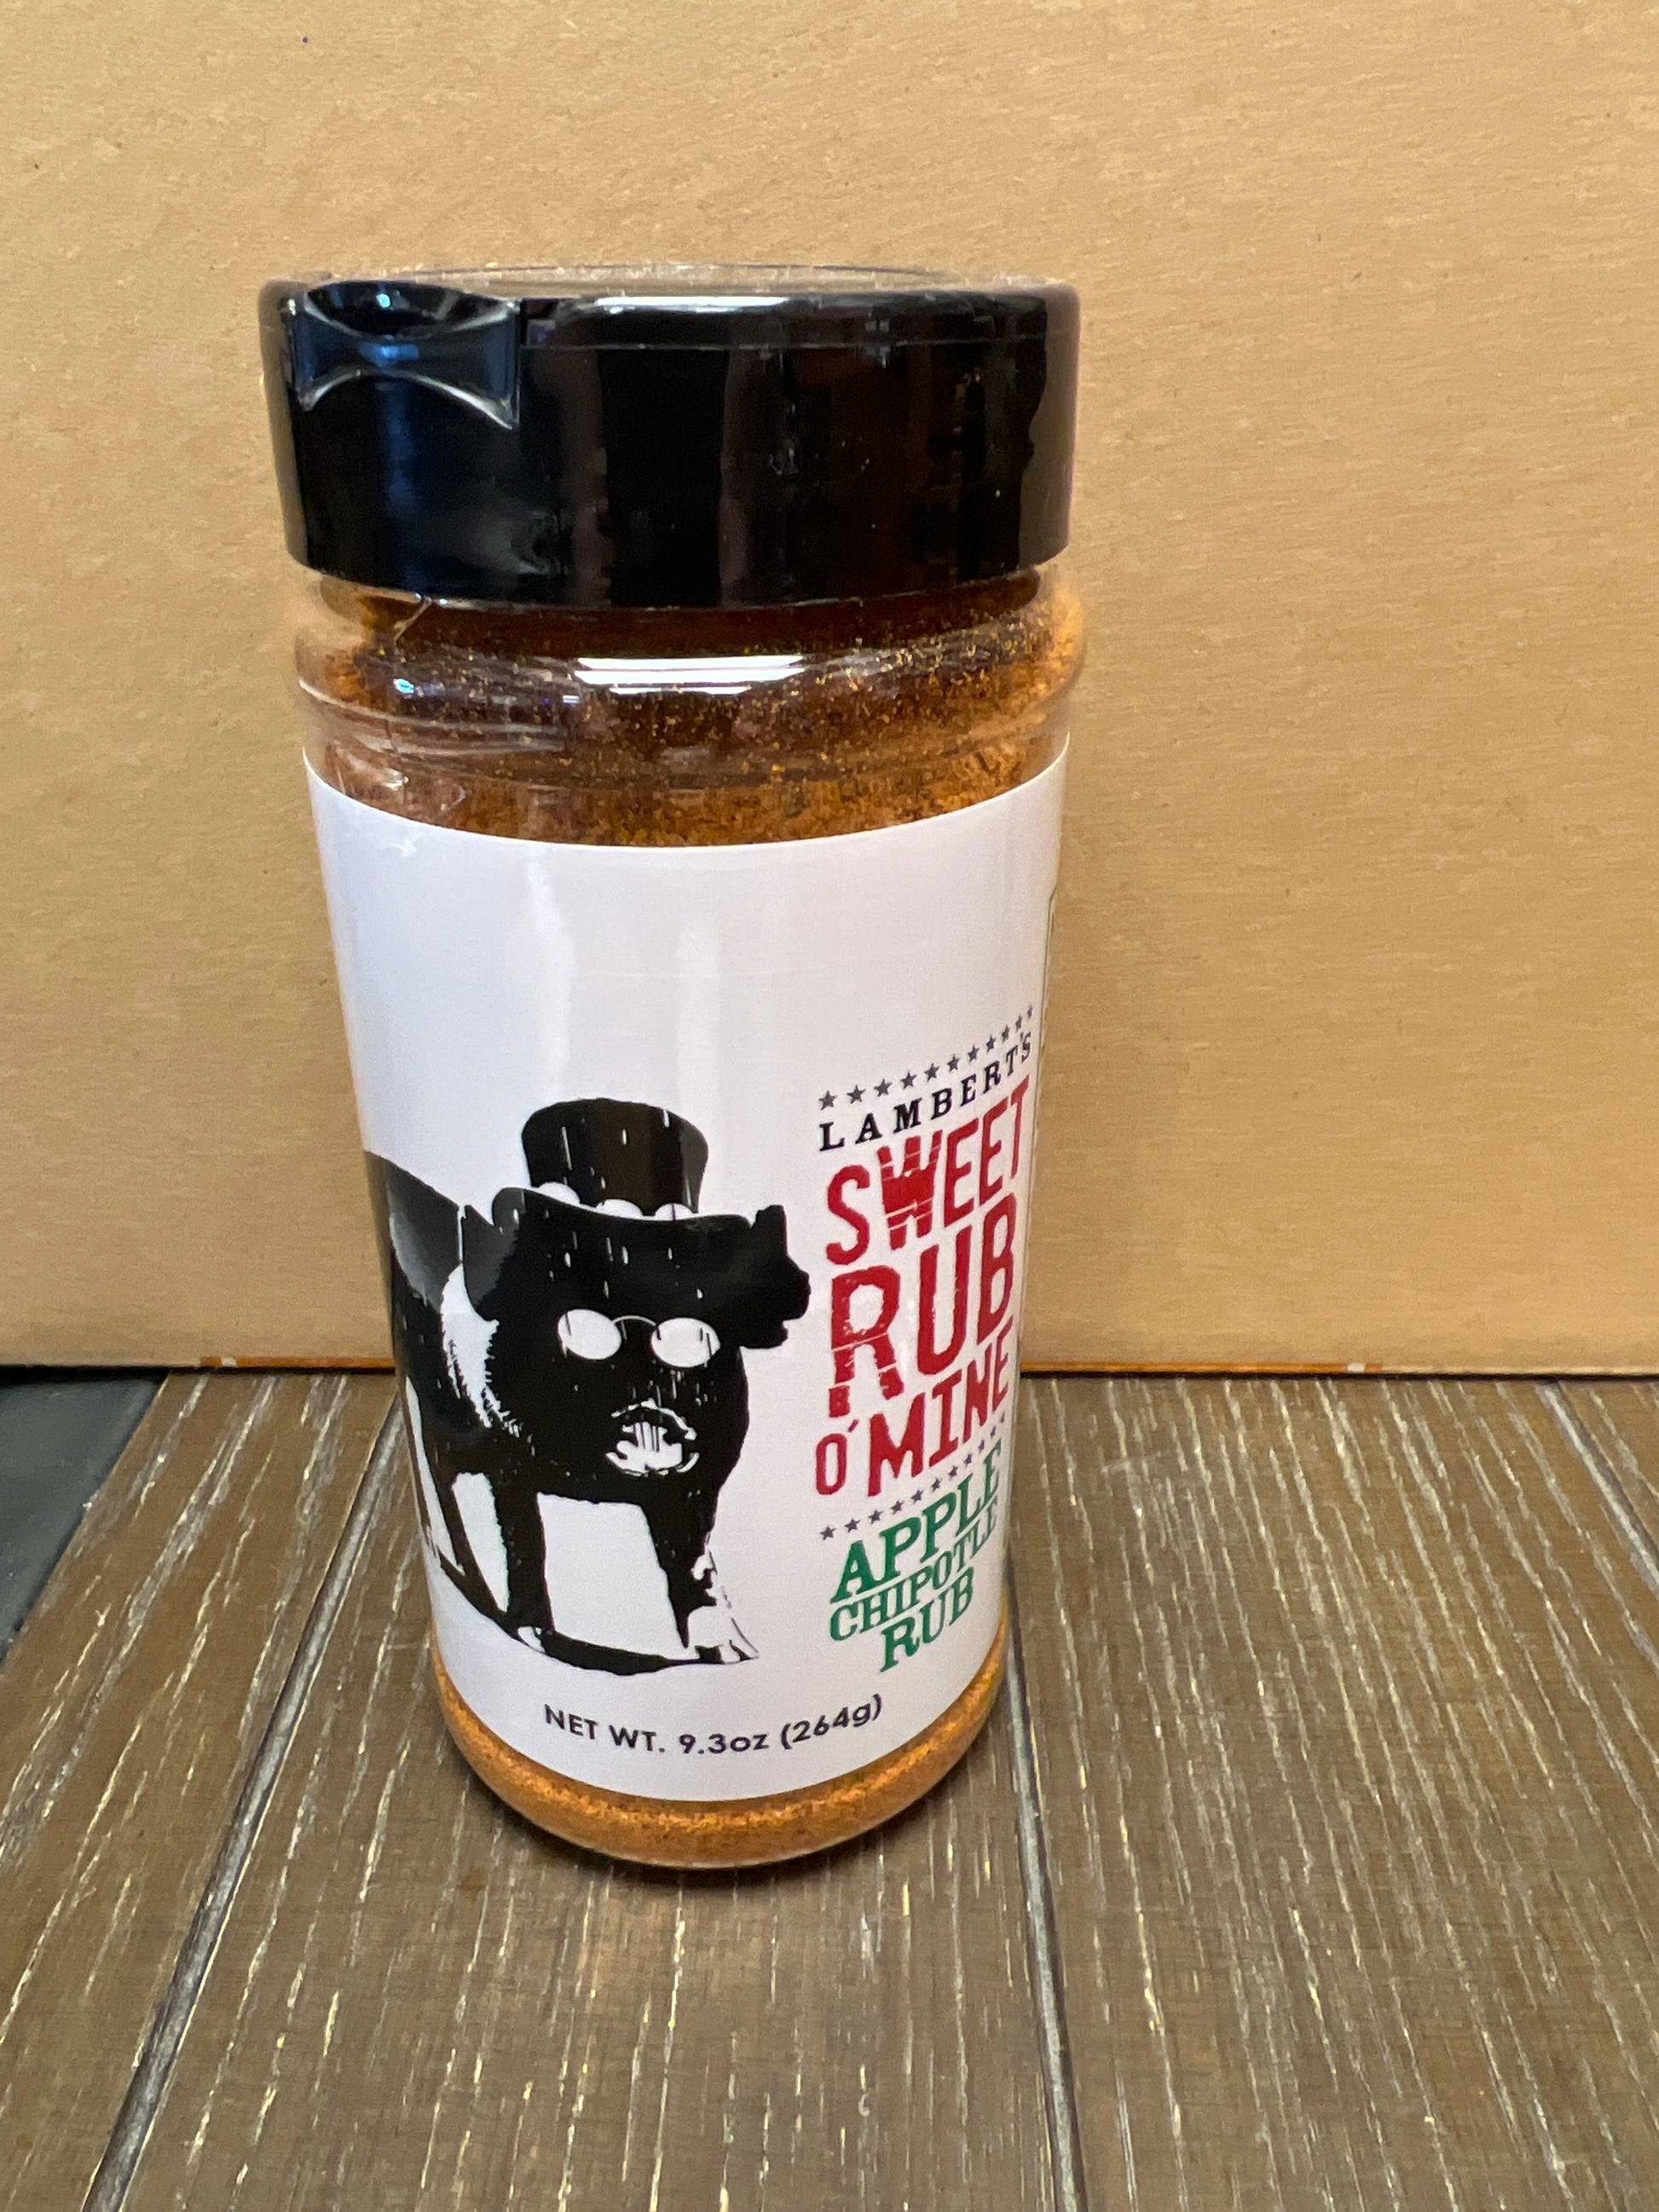 LAMBERT'S
SWEET
RUB
O'MINE
APPLE
CHIPOTLE
RUB
NET WT. 9.3oz (264g)